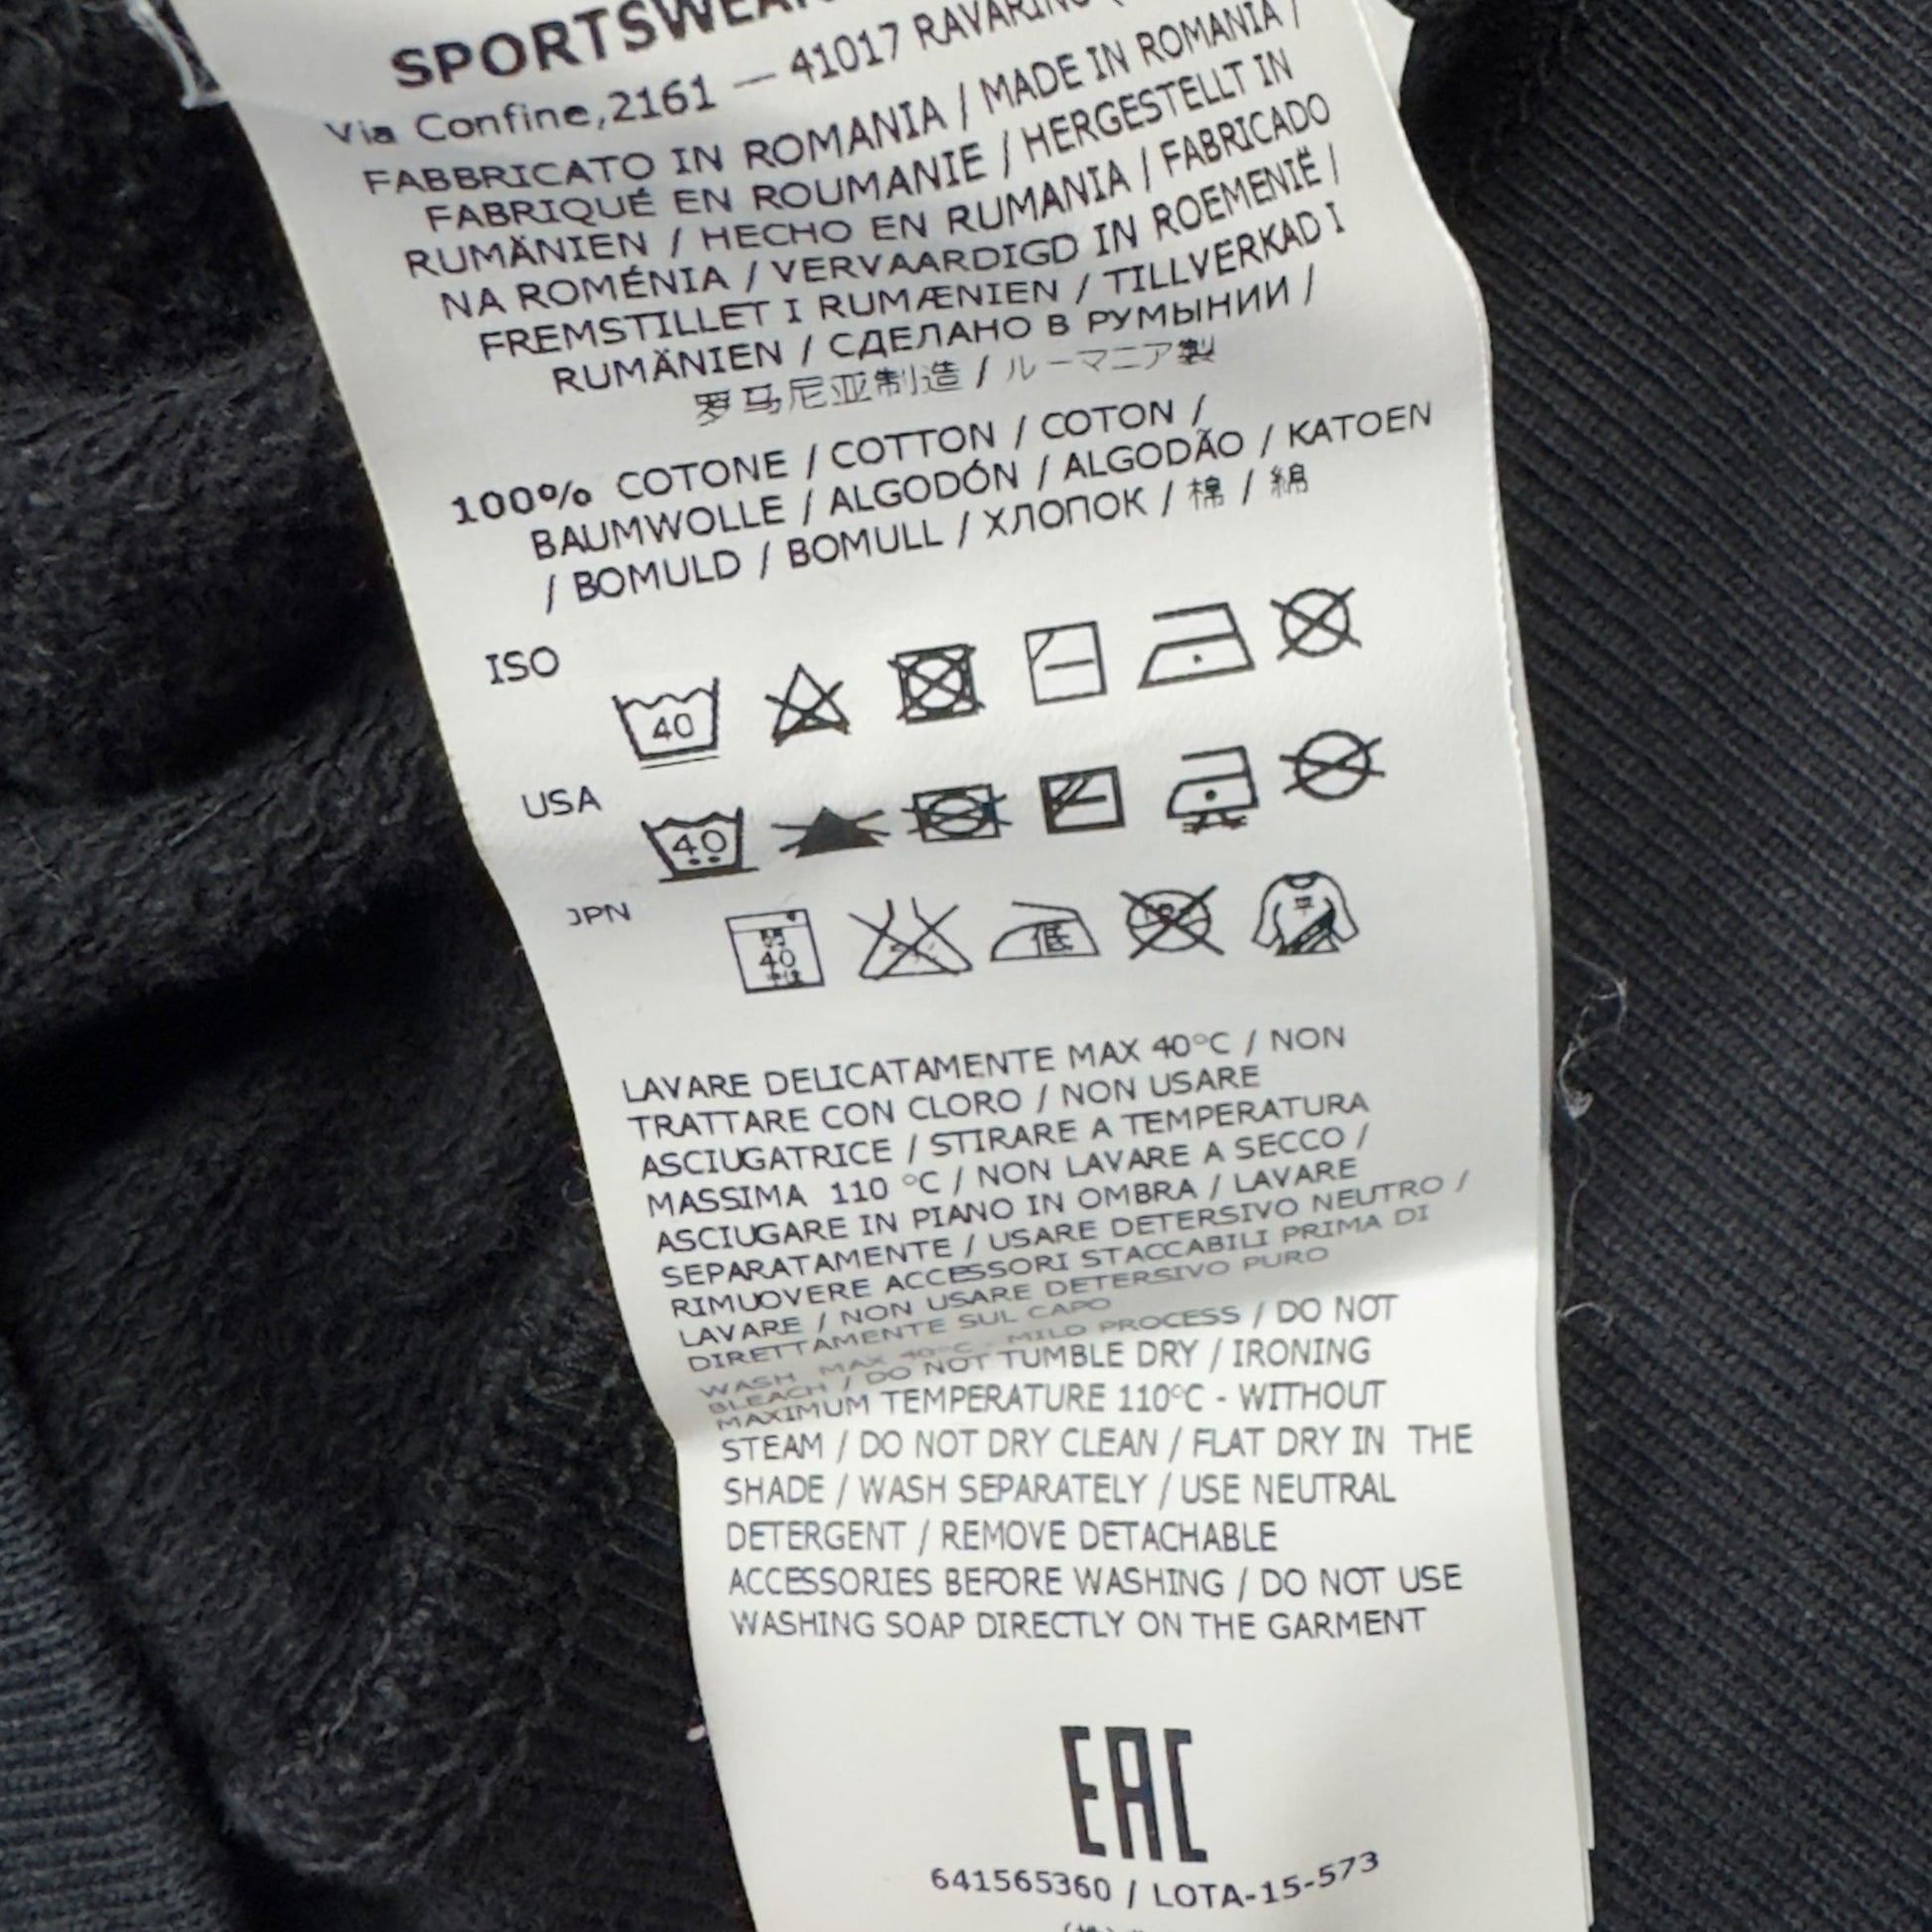 SPORTSWEAR
Via Confine,2161 — 41017 RAVARINO
FABBRICATO IN ROMANIA / MADE IN ROMANIA /
FABRIQUÉ EN ROUMANIE / HERGESTELLT IN
RUMÄNIEN / HECHO EN RUMANIA / FABRICADO
NA ROMÉNIA / VERVAARDIGD IN ROEMENIË /
FREMSTILLET I RUMÆNIEN / TILLVERKAD I
RUMÄNIEN / СДЕЛАНО В РУМЫНИИ /
罗马尼亚制造 / ルーマニア製
100% COTONE / COTTON / COTON /
BAUMWOLLE / ALGODÓN / ALGODÃO / KATOEN
/ BOMULD / BOMULL / ХЛОПОК / 棉 / 綿
ISO
40
USA
40
JPN
40
低
平
LAVARE DELICATAMENTE MAX 40°C / NON
TRATTARE CON CLORO / NON USARE
ASCIUGATRICE / STIRARE A TEMPERATURA
MASSIMA 110 °C / NON LAVARE A SECCO /
ASCIUGARE IN PIANO IN OMBRA / LAVARE
SEPARATAMENTE / USARE DETERSIVO NEUTRO /
RIMUOVERE ACCESSORI STACCABILI PRIMA DI
LAVARE / NON USARE DETERSIVO PURO
DIRETTAMENTE SUL CAPO
WASH MAX 40°C - MILD PROCESS / DO NOT
BLEACH / DO NOT TUMBLE DRY / IRONING
MAXIMUM TEMPERATURE 110°C - WITHOUT
STEAM / DO NOT DRY CLEAN / FLAT DRY IN THE
SHADE / WASH SEPARATELY / USE NEUTRAL
DETERGENT / REMOVE DETACHABLE
ACCESSORIES BEFORE WASHING / DO NOT USE
WASHING SOAP DIRECTLY ON THE GARMENT
EAC
641565360 / LOTA-15-573